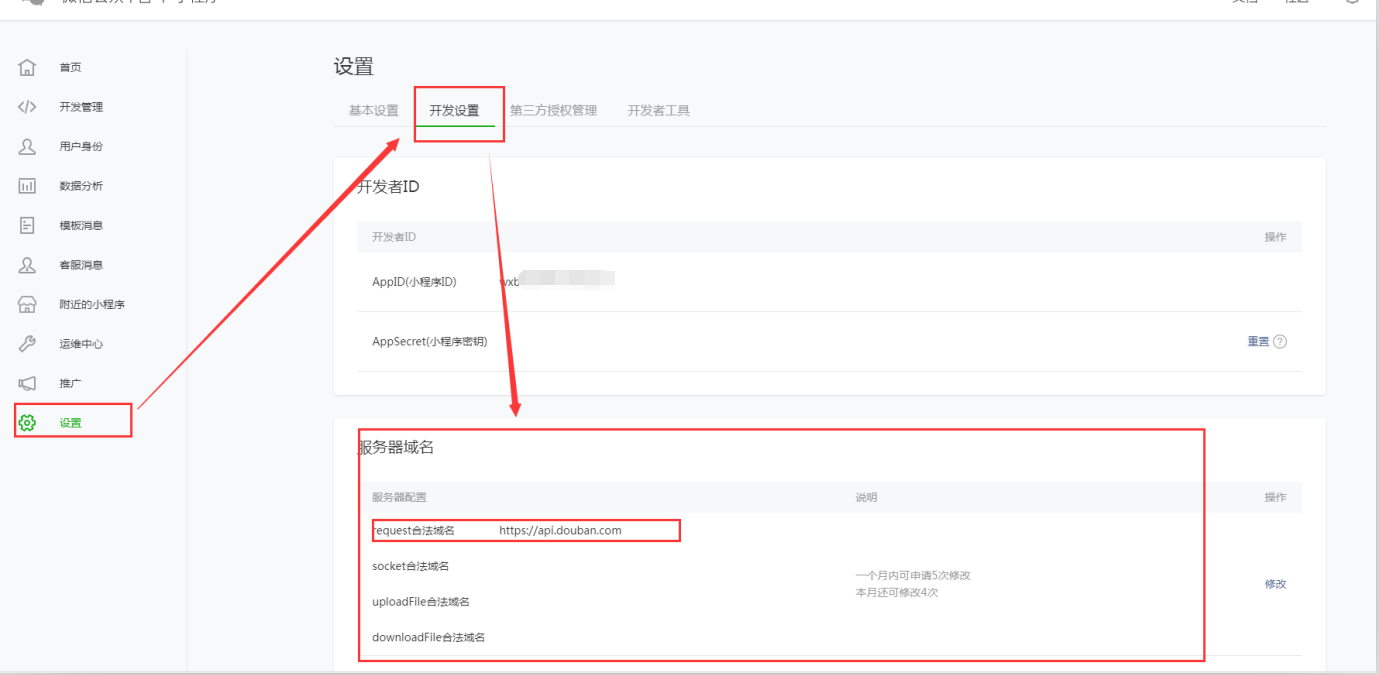 设置
基本设置 开发设置 第三方授权管理 开发者工具
首页
开发管理
用户身份
数据分析
模板消息
客服消息
附近的小程序
运维中心
推广
设置
开发者ID
开发者ID 操作
AppID(小程序ID)
AppSecret(小程序密钥) 重置 ?
服务器域名
服务器配置 说明 操作
request合法域名 https://api.douban.com
socket合法域名
uploadFile合法域名
downloadFile合法域名
一个月内可申请5次修改
本月还可修改4次
修改